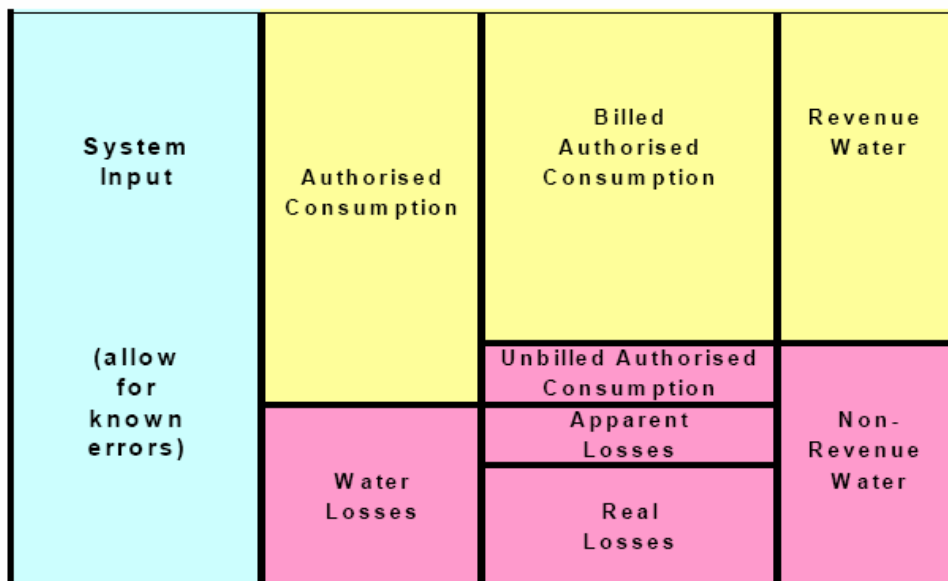 System
Input
(allow
for
known
errors)
Authorised
Consumption
Water
Losses
Billed
Authorised
Consumption
Unbilled Authorised
Consumption
Apparent
Losses
Real
Losses
Revenue
Water
Non-
Revenue
Water